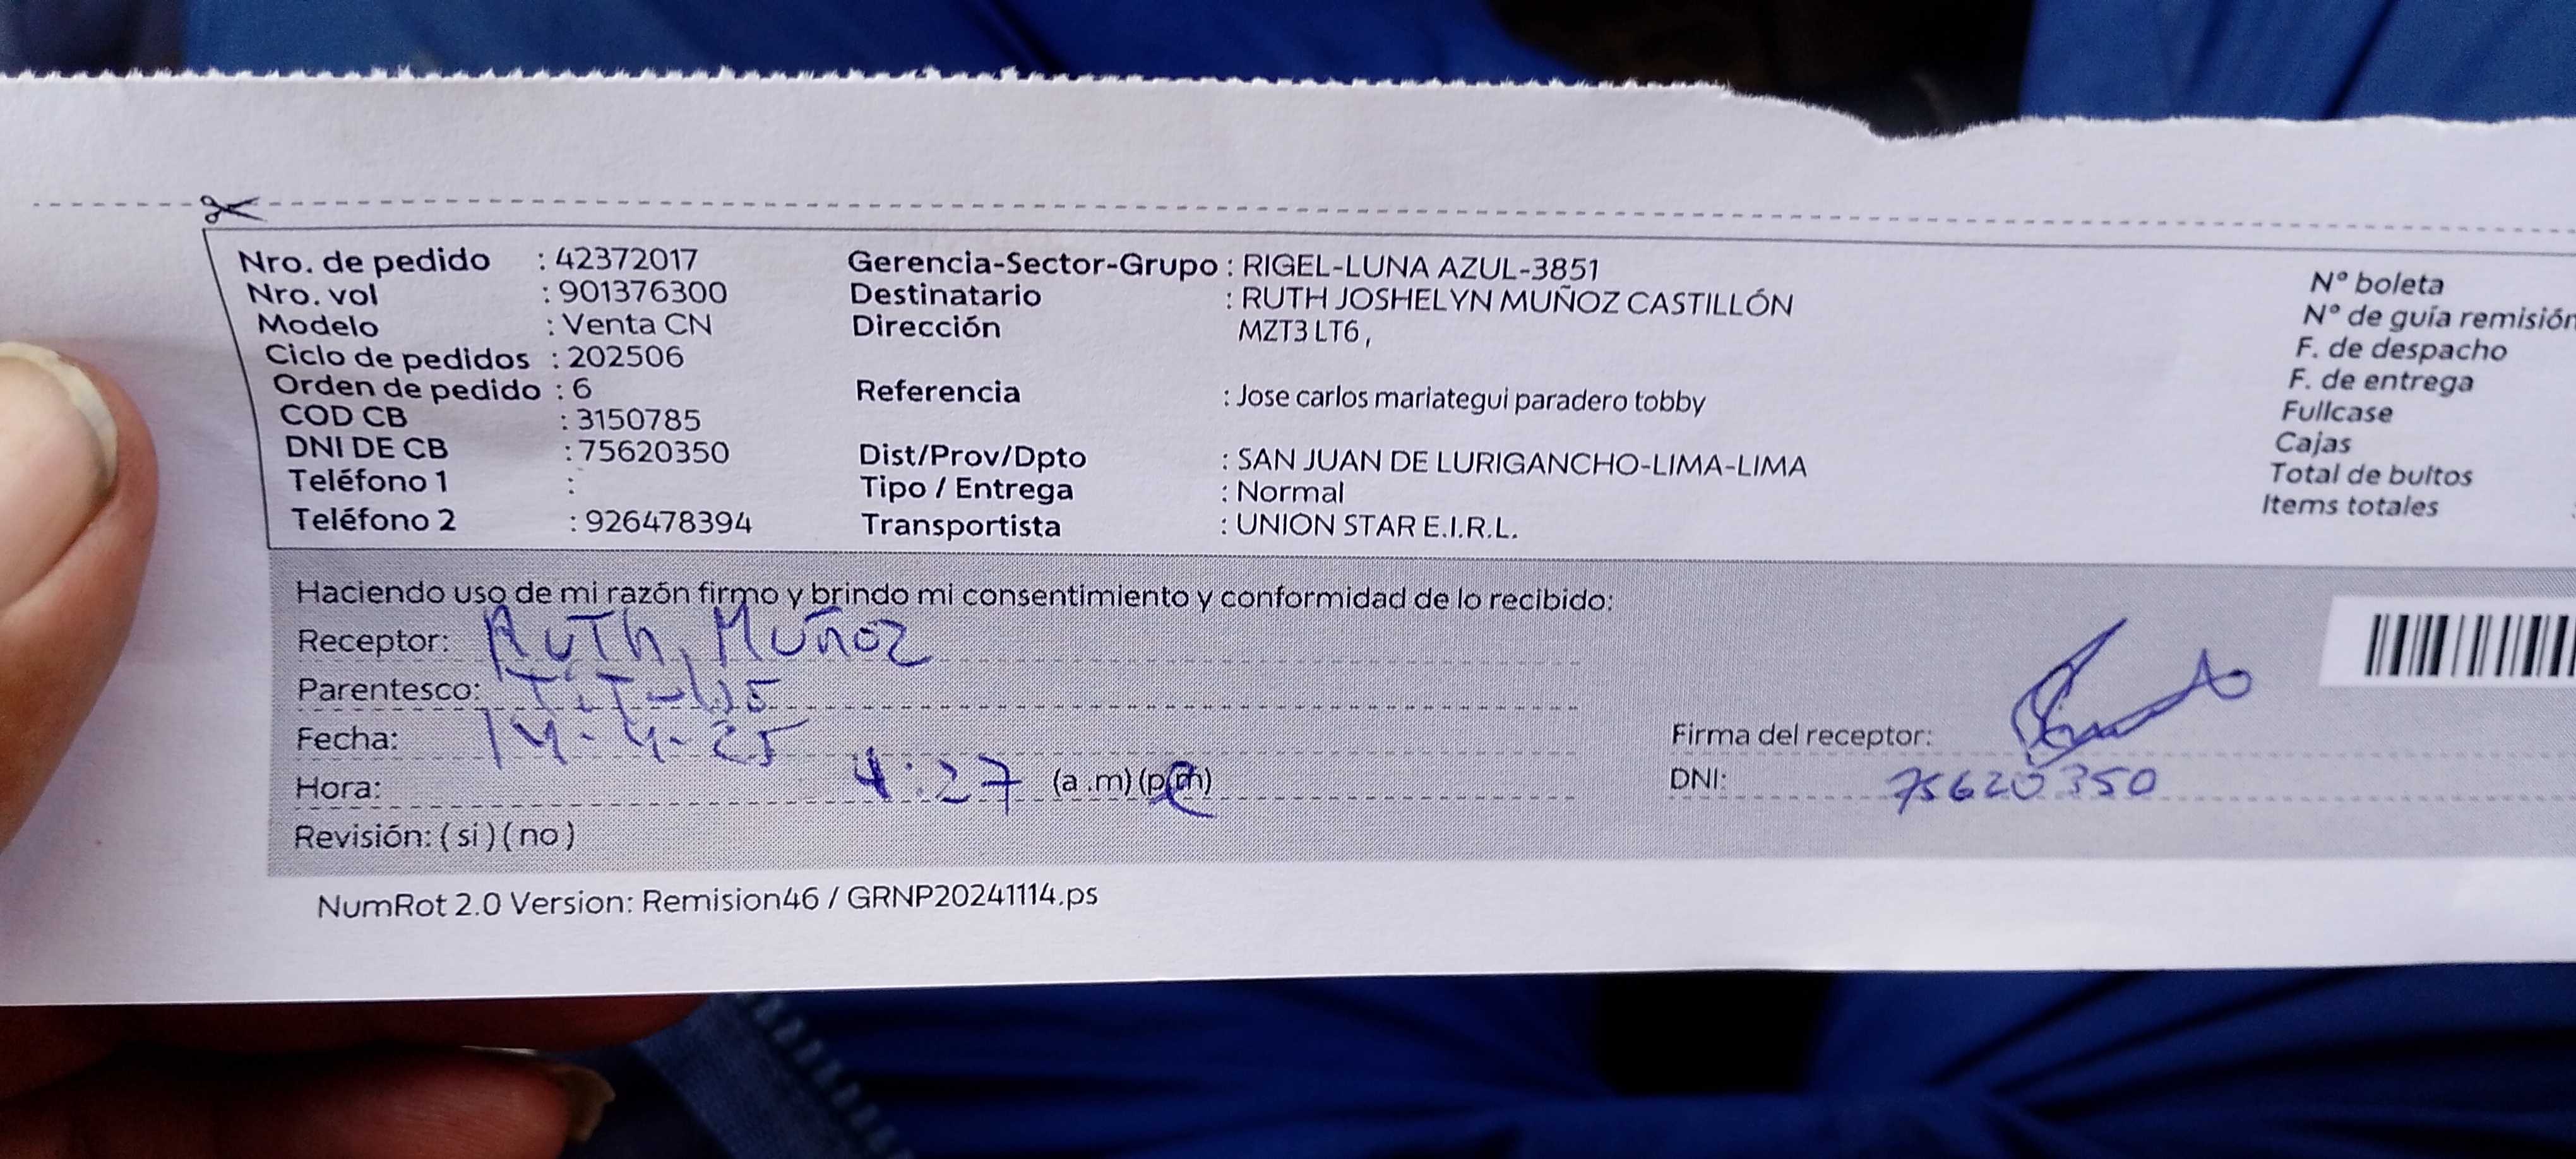 Nro. de pedido : 42372017
Nro. vol : 901376300
Modelo : Venta CN
Ciclo de pedidos : 202506
Orden de pedido : 6
COD CB : 3150785
DNI DE CB : 75620350
Teléfono 1 :
Teléfono 2 : 926478394
Gerencia-Sector-Grupo : RIGEL-LUNA AZUL-3851
Destinatario : RUTH JOSHELYN MUÑOZ CASTILLÓN
Dirección MZT3 LT6,
Referencia : Jose carlos mariategui paradero tobby
Dist/Prov/Dpto : SAN JUAN DE LURIGANCHO-LIMA-LIMA
Tipo / Entrega : Normal
Transportista : UNION STAR E.I.R.L.
N° boleta
N° de guía remisión
F. de despacho
F. de entrega
Fullcase
Cajas
Total de bultos
Items totales
Haciendo uso de mi razón firmo y brindo mi consentimiento y conformidad de lo recibido:
Receptor: Ruth Muñoz
Parentesco:
Fecha: 14-4-25
Hora: 4:27 (a.m) (p.m)
Revisión: ( si ) ( no )
Firma del receptor:
DNI: 75620350
NumRot 2.0 Version: Remision46 / GRNP20241114.ps